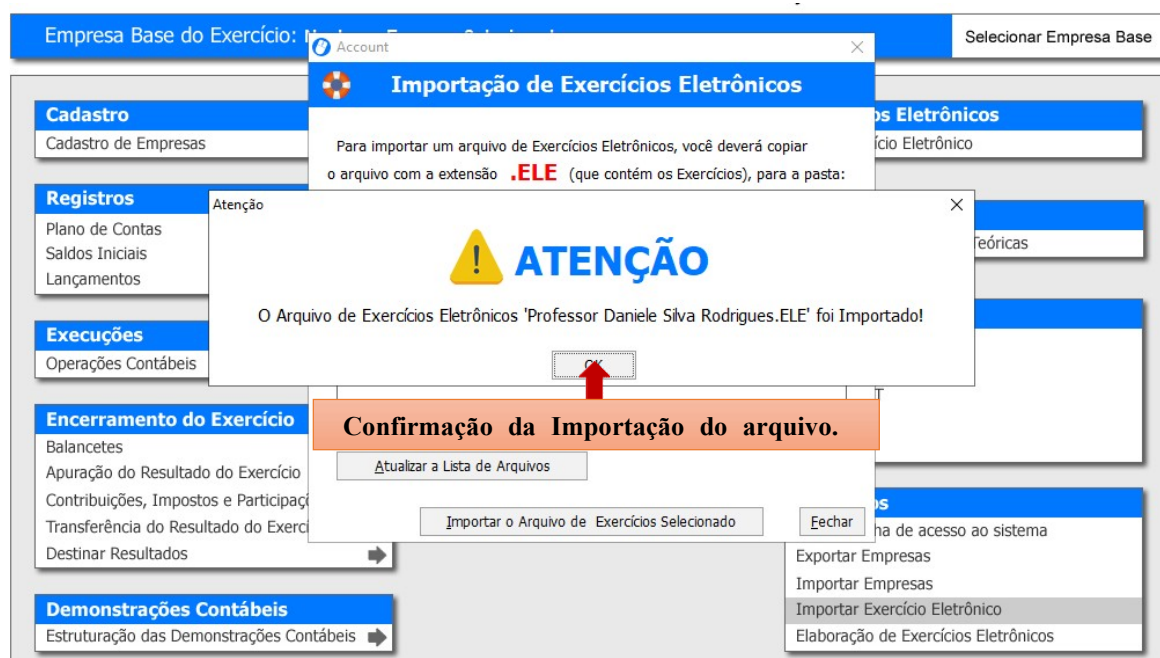 Empresa Base do Exercício:
Selecionar Empresa Base
Account
Importação de Exercícios Eletrônicos
Para importar um arquivo de Exercícios Eletrônicos, você deverá copiar
o arquivo com a extensão .ELE (que contém os Exercícios), para a pasta:
Cadastro
Cadastro de Empresas
Registros
Plano de Contas
Saldos Iniciais
Lançamentos
Execuções
Operações Contábeis
Encerramento do Exercício
Balancetes
Apuração do Resultado do Exercício
Contribuições, Impostos e Participaç
Transferência do Resultado do Exercí
Destinar Resultados
Demonstrações Contábeis
Estruturação das Demonstrações Contábeis
Atenção
ATENÇÃO
O Arquivo de Exercícios Eletrônicos 'Professor Daniele Silva Rodrigues.ELE' foi Importado!
OK
Confirmação da Importação do arquivo.
Atualizar a Lista de Arquivos
Importar o Arquivo de Exercícios Selecionado
Fechar
os Eletrônicos
ício Eletrônico
Teóricas
os
ha de acesso ao sistema
Exportar Empresas
Importar Empresas
Importar Exercício Eletrônico
Elaboração de Exercícios Eletrônicos